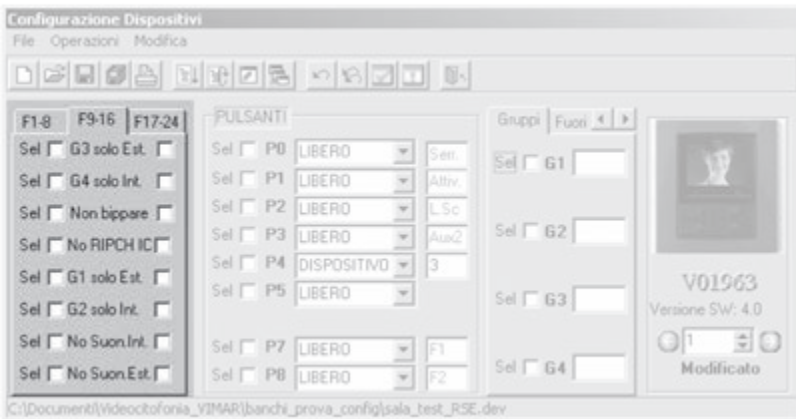 Configurazione Dispositivi
File Operazioni Modifica
F1-8 F9-16 F17-24
Sel G3 solo Est.
Sel G4 solo Int.
Sel Non bippare
Sel No RIPCH IC
Sel G1 solo Est.
Sel G2 solo Int.
Sel No Suon.Int.
Sel No Suon.Est.
PULSANTI
Sel P0 LIBERO Serr.
Sel P1 LIBERO Attiv.
Sel P2 LIBERO L.Sc
Sel P3 LIBERO Aux2
Sel P4 DISPOSITIVO 3
Sel P5 LIBERO
Sel P7 LIBERO F1
Sel P8 LIBERO F2
Gruppi Fuori
Sel G1
Sel G2
Sel G3
Sel G4
V01963
Versione SW: 4.0
1
Modificato
C:\Documenti\Videocitofonia_VIMAR\banchi_prova_config\sala_test_RSE.dev